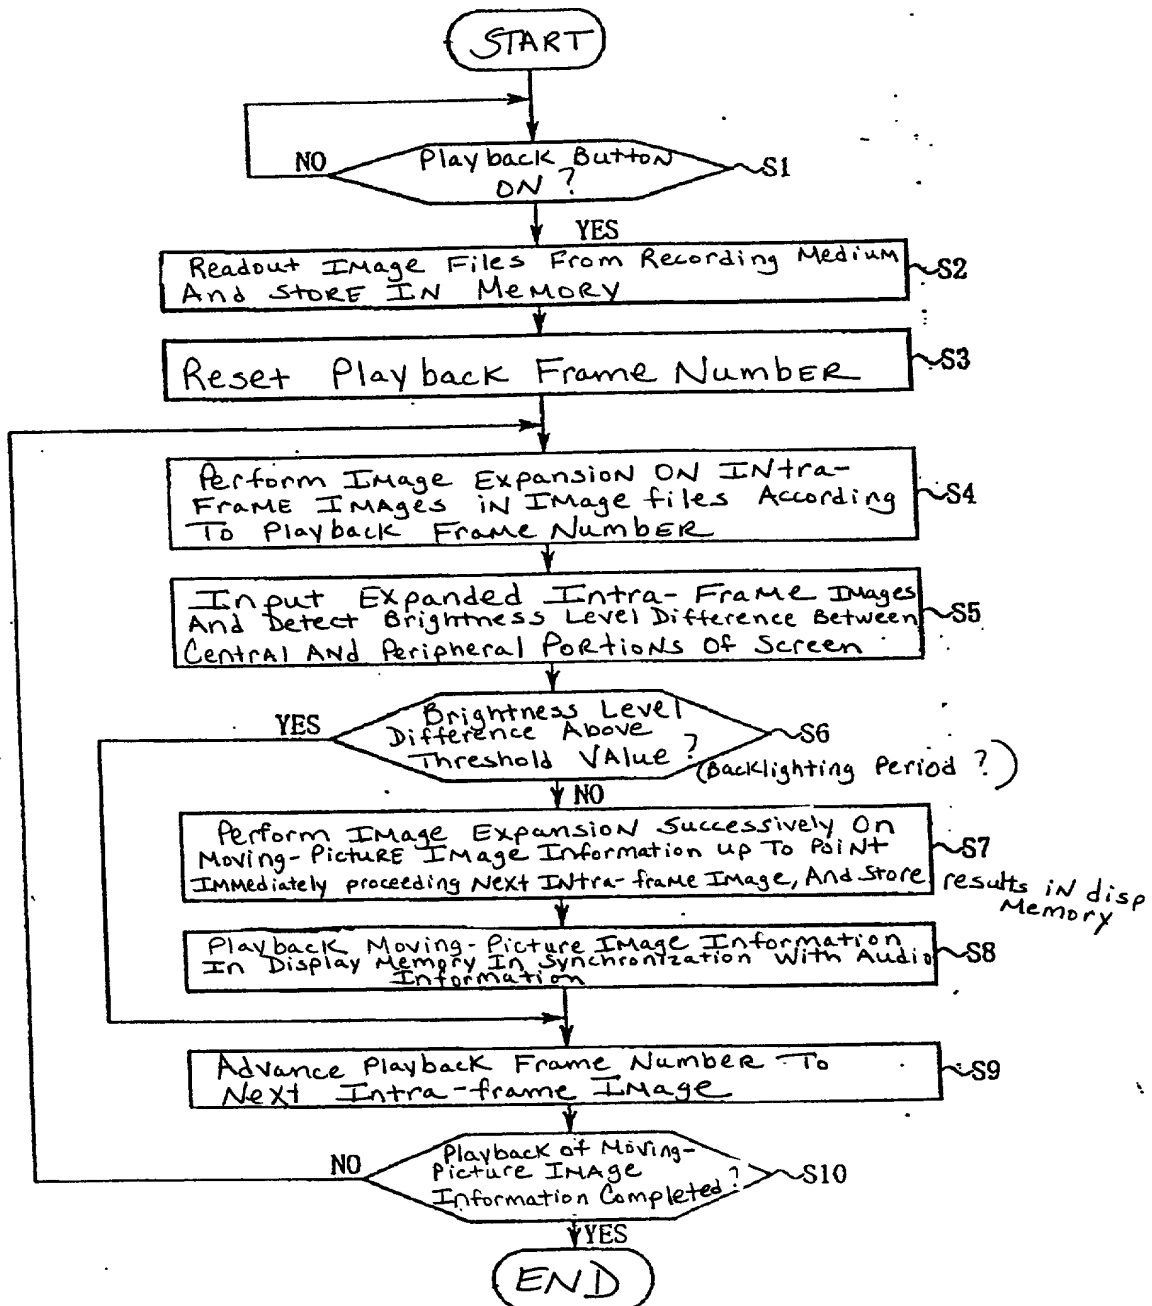 START
NO
Playback Button
ON?
S1
YES
Readout Image Files From Recording Medium
And Store In Memory
S2
Reset Playback Frame Number
S3
Perform Image Expansion On Intra-
Frame Images in Image files According
To Playback Frame Number
S4
Input Expanded Intra-Frame Images
And Detect Brightness Level Difference Between
Central And Peripheral Portions Of Screen
S5
YES
Brightness Level
Difference Above
Threshold Value?
(Backlighting Period?)
S6
NO
Perform Image Expansion Successively On
Moving-Picture Image Information up To Point
Immediately proceeding Next Intra-frame Image, And Store results in disp
Memory
S7
Playback Moving-Picture Image Information
In Display Memory In Synchronization With Audio
Information
S8
Advance Playback Frame Number To
Next Intra-frame Image
S9
NO
Playback of Moving-
Picture Image
Information Completed?
S10
YES
END